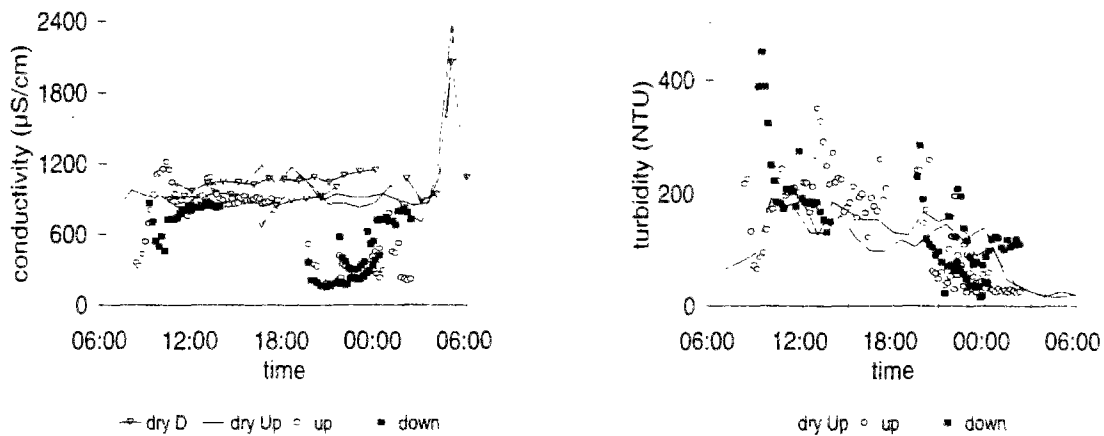 2400
1800
1200
600
0
conductivity (µS/cm)
06:00 12:00 18:00 00:00 06:00
time
dry D dry Up up down
400
200
0
turbidity (NTU)
06:00 12:00 18:00 00:00 06:00
time
dry Up up down